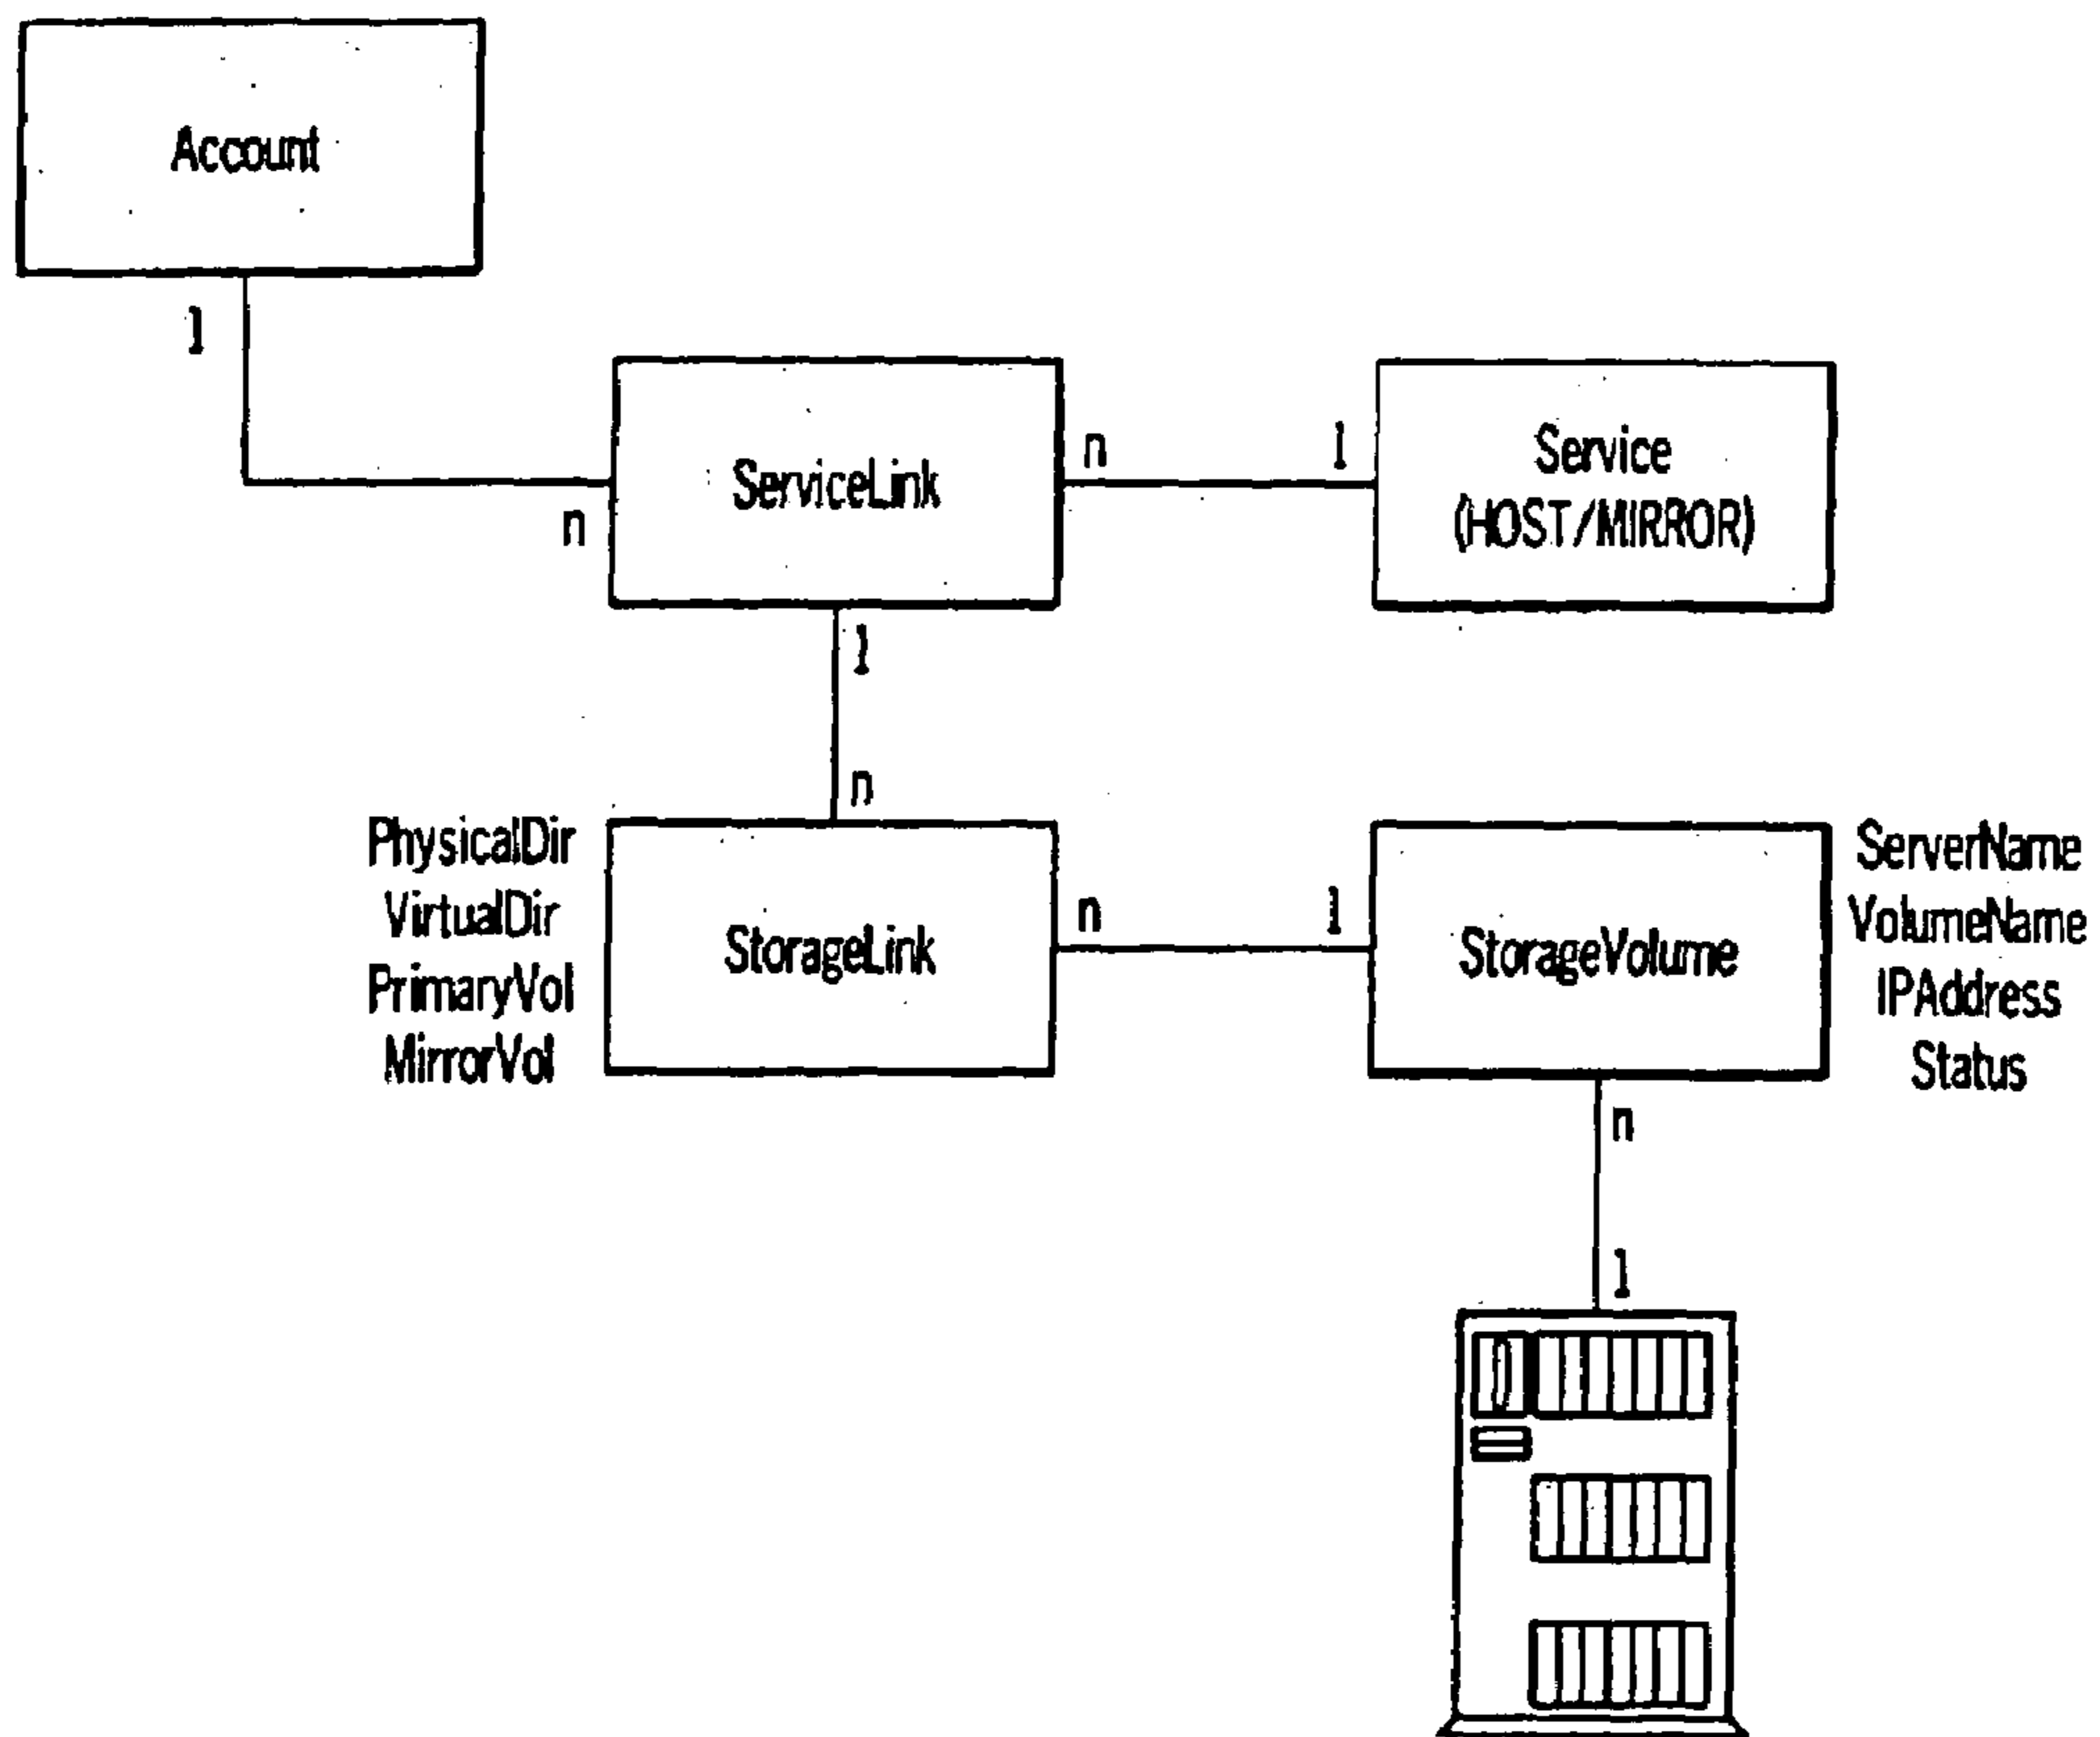 Account
1
n
ServiceLink
n
1
Service
(HOST/MIRROR)
1
n
PhysicalDir
VirtualDir
PrimaryVol
MirrorVol
StorageLink
n
1
StorageVolume
ServerName
VolumeName
IPAddress
Status
n
1